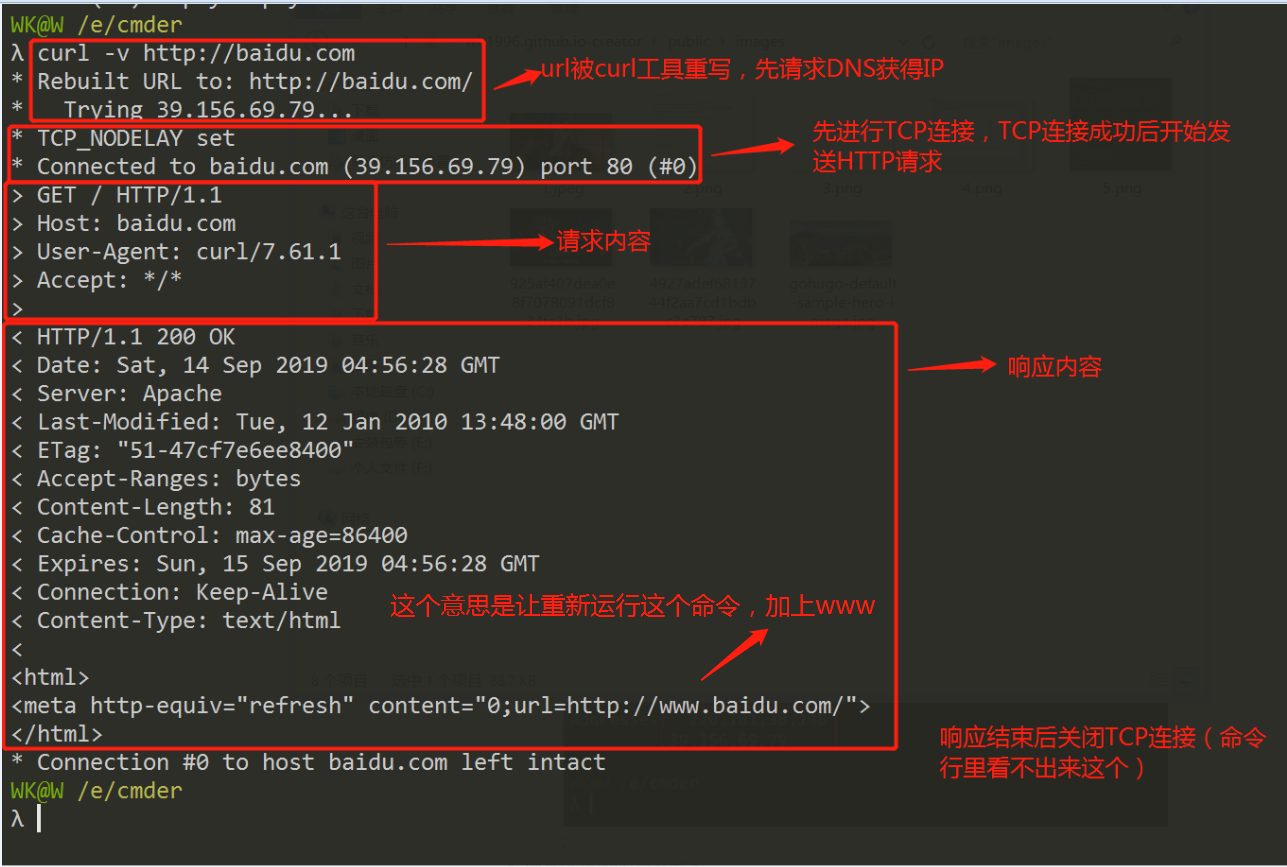 WK@W /e/cmder
λ curl -v http://baidu.com
* Rebuilt URL to: http://baidu.com/
url被curl工具重写，先请求DNS获得IP
*   Trying 39.156.69.79...
* TCP_NODELAY set
* Connected to baidu.com (39.156.69.79) port 80 (#0)
先进行TCP连接，TCP连接成功后开始发
送HTTP请求
> GET / HTTP/1.1
> Host: baidu.com
> User-Agent: curl/7.61.1
> Accept: */*
>
请求内容
< HTTP/1.1 200 OK
< Date: Sat, 14 Sep 2019 04:56:28 GMT
响应内容
< Server: Apache
< Last-Modified: Tue, 12 Jan 2010 13:48:00 GMT
< ETag: "51-47cf7e6ee8400"
< Accept-Ranges: bytes
< Content-Length: 81
< Cache-Control: max-age=86400
< Expires: Sun, 15 Sep 2019 04:56:28 GMT
< Connection: Keep-Alive
这个意思是让重新运行这个命令，加上www
< Content-Type: text/html
<
<html>
<meta http-equiv="refresh" content="0;url=http://www.baidu.com/">
</html>
响应结束后关闭TCP连接（命令
行里看不出来这个）
* Connection #0 to host baidu.com left intact
WK@W /e/cmder
λ